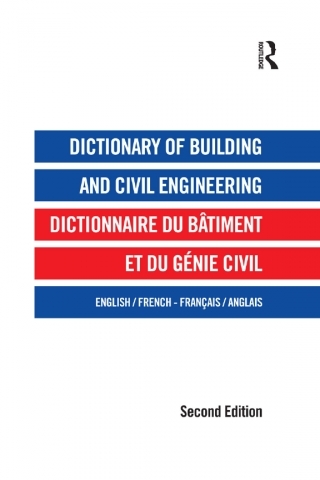 ROUTLEDGE
DICTIONARY OF BUILDING
AND CIVIL ENGINEERING
DICTIONNAIRE DU BÂTIMENT
ET DU GÉNIE CIVIL
ENGLISH / FRENCH - FRANÇAIS / ANGLAIS
Second Edition